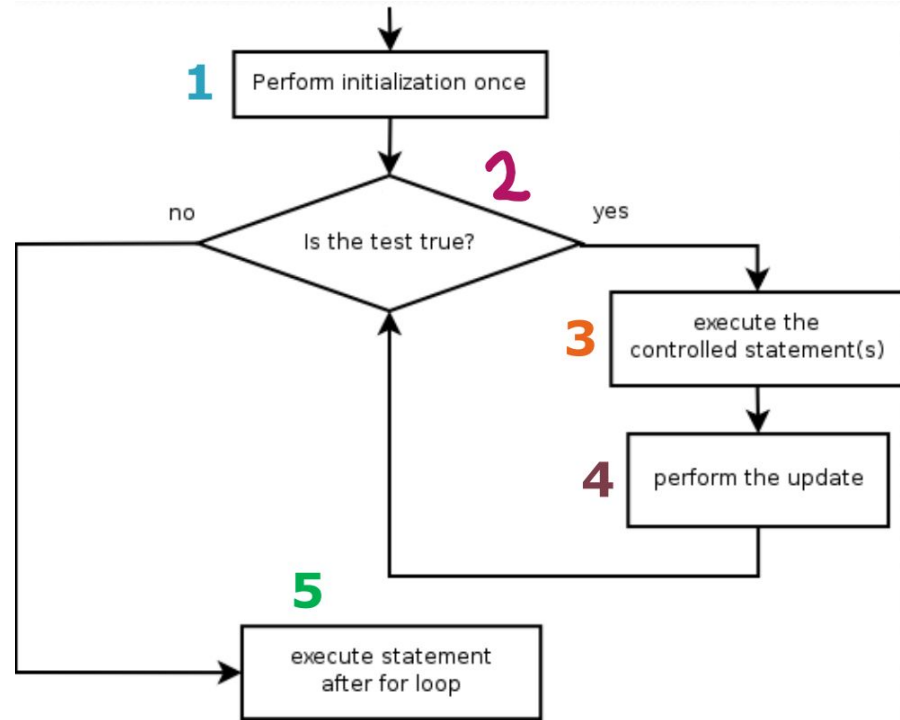 1
Perform initialization once
2
no
yes
Is the test true?
3
execute the
controlled statement(s)
4
perform the update
5
execute statement
after for loop